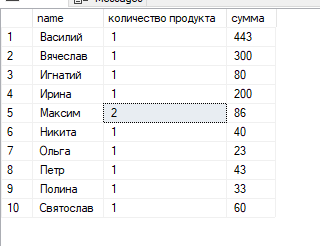 Messages
name количество продукта сумма
1 Василий 1 443
2 Вячеслав 1 300
3 Игнатий 1 80
4 Ирина 1 200
5 Максим 2 86
6 Никита 1 40
7 Ольга 1 23
8 Петр 1 43
9 Полина 1 33
10 Святослав 1 60